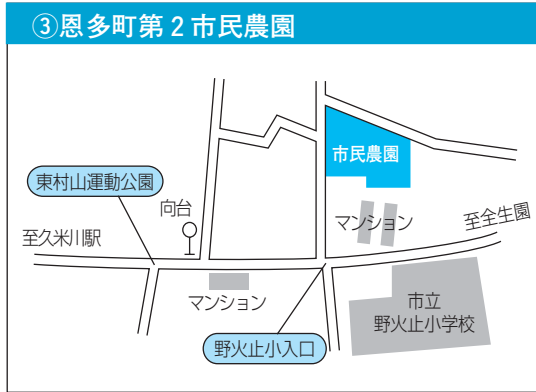 ③恩多町第2市民農園
市民農園
東村山運動公園
向台
マンション
至全生園
至久米川駅
マンション
市立
野火止小学校
野火止小入口